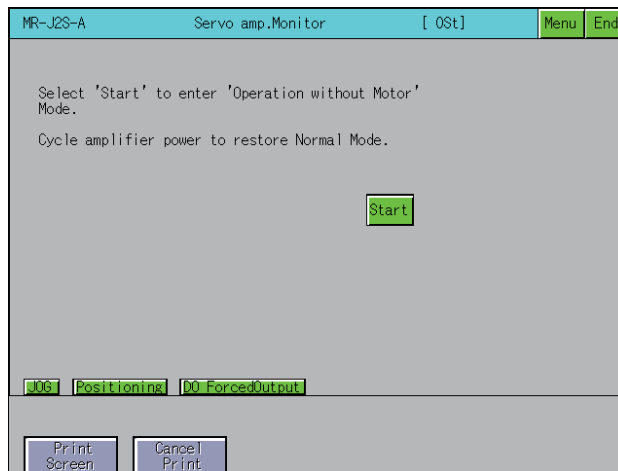 MR-J2S-A Servo amp.Monitor [ 0St] Menu End
Select 'Start' to enter 'Operation without Motor'
Mode.
Cycle amplifier power to restore Normal Mode.
Start
JOG Positioning DO ForcedOutput
Print Cancel
Screen Print